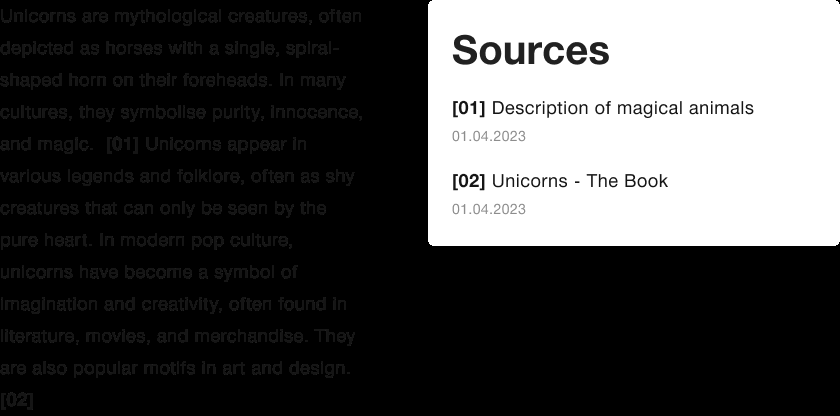 Unicorns are mythological creatures, often
depicted as horses with a single, spiral-
shaped horn on their foreheads. In many
cultures, they symbolise purity, innocence,
and magic. [01] Unicorns appear in
various legends and folklore, often as shy
creatures that can only be seen by the
pure heart. In modern pop culture,
unicorns have become a symbol of
imagination and creativity, often found in
literature, movies, and merchandise. They
are also popular motifs in art and design.
[02]
Sources
[01] Description of magical animals
01.04.2023
[02] Unicorns - The Book
01.04.2023